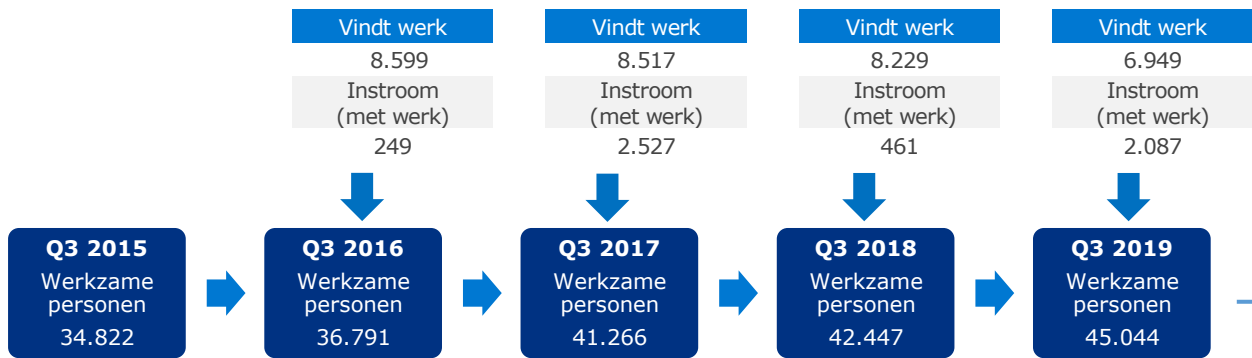 Vindt werk
8.599
Instroom
(met werk)
249
Vindt werk
8.517
Instroom
(met werk)
2.527
Vindt werk
8.229
Instroom
(met werk)
461
Vindt werk
6.949
Instroom
(met werk)
2.087
Q3 2015
Werkzame
personen
34.822
Q3 2016
Werkzame
personen
36.791
Q3 2017
Werkzame
personen
41.266
Q3 2018
Werkzame
personen
42.447
Q3 2019
Werkzame
personen
45.044